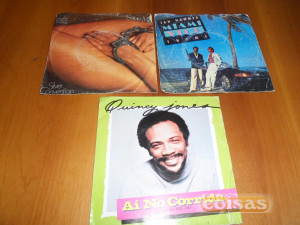 Silver
Convention
JAN HAMMER
MIAMI
VICE
Quincy Jones
Ai No Corrida
coisas